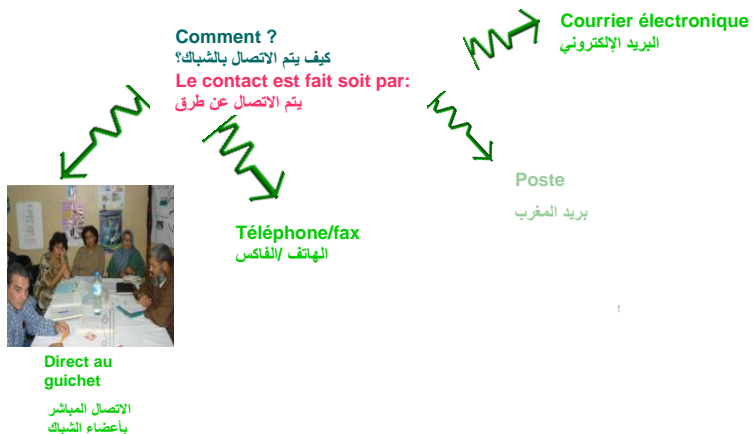 Comment ?
كيف يتم الاتصال بالشباك؟
Le contact est fait soit par:
يتم الاتصال عن طرق
Courrier électronique
البريد الإلكتروني
Poste
بريد المغرب
Téléphone/fax
الهاتف /الفاكس
Direct au
guichet
الاتصال المباشر
بأعضاء الشباك